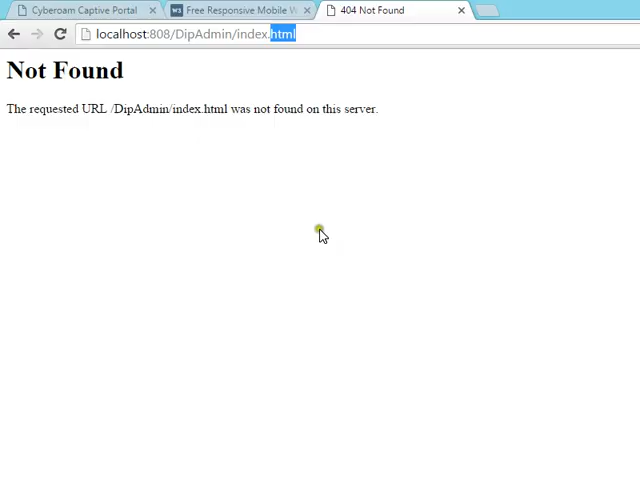 Cyberoam Captive Portal
W3
Free Responsive Mobile W
404 Not Found
localhost:808/DipAdmin/index.html
Not Found
The requested URL /DipAdmin/index.html was not found on this server.